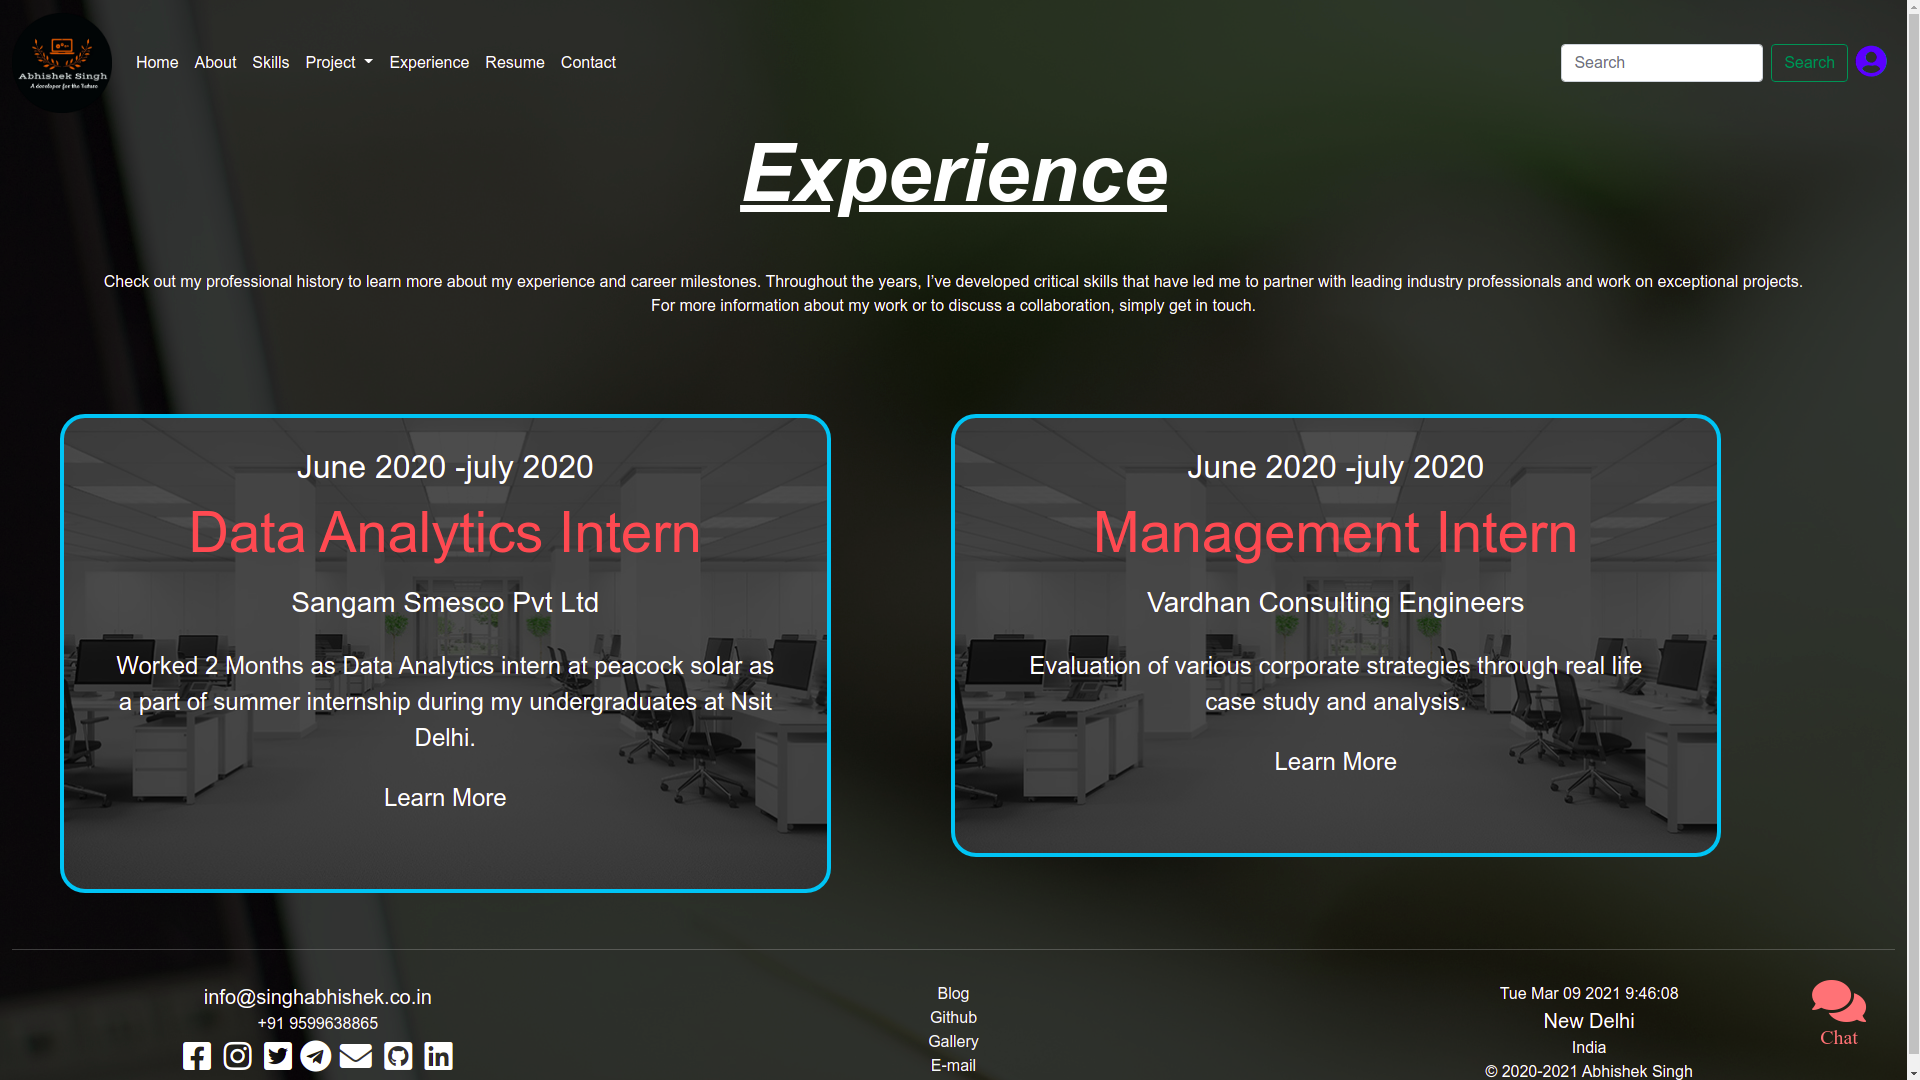 Abhishek Singh
A developer for the future
Home About Skills Project Experience Resume Contact
Search Search
Experience
Check out my professional history to learn more about my experience and career milestones. Throughout the years, I’ve developed critical skills that have led me to partner with leading industry professionals and work on exceptional projects.
For more information about my work or to discuss a collaboration, simply get in touch.
June 2020 -july 2020
Data Analytics Intern
Sangam Smesco Pvt Ltd
Worked 2 Months as Data Analytics intern at peacock solar as
a part of summer internship during my undergraduates at Nsit
Delhi.
Learn More
June 2020 -july 2020
Management Intern
Vardhan Consulting Engineers
Evaluation of various corporate strategies through real life
case study and analysis.
Learn More
info@singhabhishek.co.in
+91 9599638865
Blog
Github
Gallery
E-mail
Tue Mar 09 2021 9:46:08
New Delhi
India
© 2020-2021 Abhishek Singh
Chat